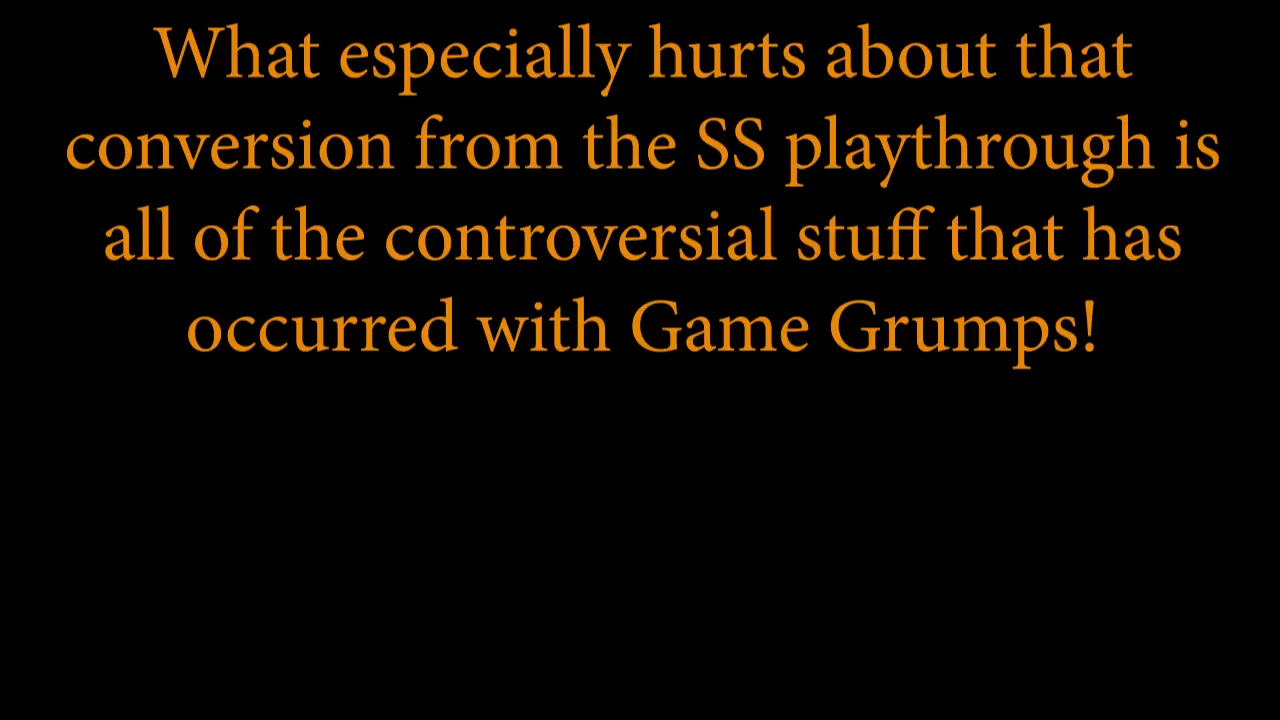 What especially hurts about that
conversion from the SS playthrough is
all of the controversial stuff that has
occurred with Game Grumps!